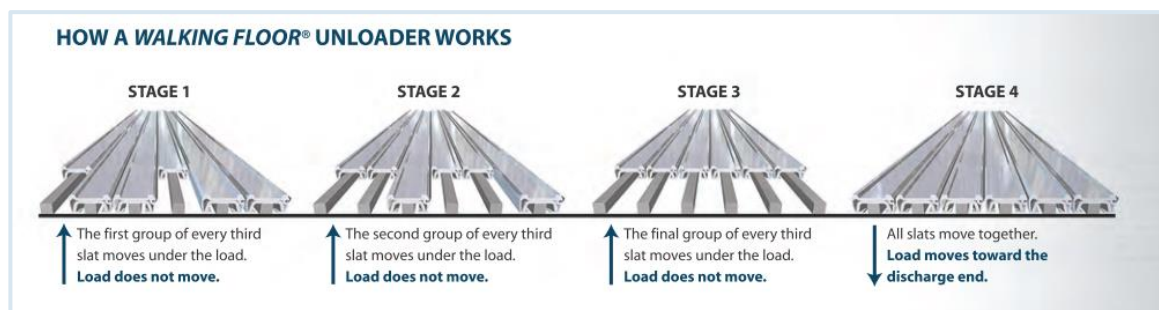 HOW A WALKING FLOOR® UNLOADER WORKS
STAGE 1
The first group of every third
slat moves under the load.
Load does not move.
STAGE 2
The second group of every third
slat moves under the load.
Load does not move.
STAGE 3
The final group of every third
slat moves under the load.
Load does not move.
STAGE 4
All slats move together.
Load moves toward the
discharge end.